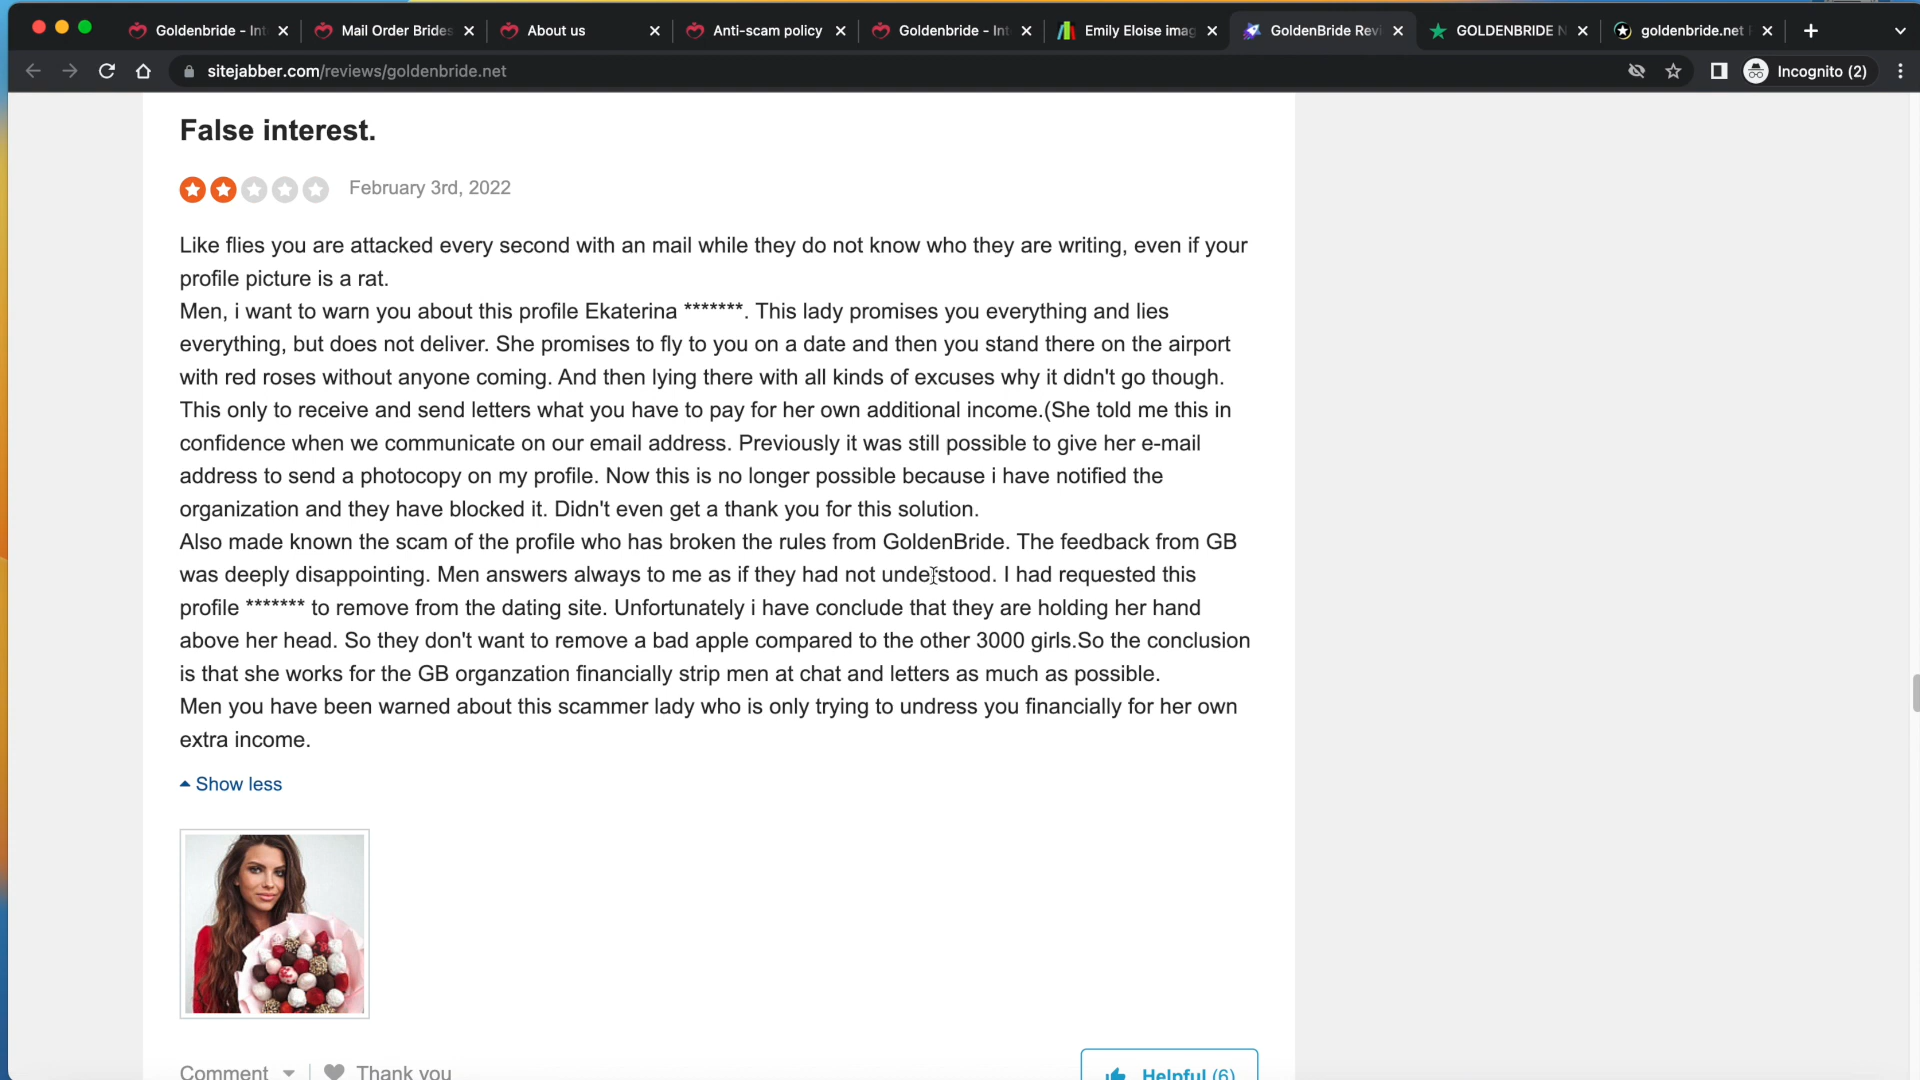 Goldenbride - Int
Mail Order Brides
About us
Anti-scam policy
Goldenbride - Int
Emily Eloise imag
GoldenBride Revi
GOLDENBRIDE N
goldenbride.net
sitejabber.com/reviews/goldenbride.net
Incognito (2)
False interest.
February 3rd, 2022
Like flies you are attacked every second with an mail while they do not know who they are writing, even if your
profile picture is a rat.
Men, i want to warn you about this profile Ekaterina *******. This lady promises you everything and lies
everything, but does not deliver. She promises to fly to you on a date and then you stand there on the airport
with red roses without anyone coming. And then lying there with all kinds of excuses why it didn't go though.
This only to receive and send letters what you have to pay for her own additional income.(She told me this in
confidence when we communicate on our email address. Previously it was still possible to give her e-mail
address to send a photocopy on my profile. Now this is no longer possible because i have notified the
organization and they have blocked it. Didn't even get a thank you for this solution.
Also made known the scam of the profile who has broken the rules from GoldenBride. The feedback from GB
was deeply disappointing. Men answers always to me as if they had not understood. I had requested this
profile ******* to remove from the dating site. Unfortunately i have conclude that they are holding her hand
above her head. So they don't want to remove a bad apple compared to the other 3000 girls.So the conclusion
is that she works for the GB organzation financially strip men at chat and letters as much as possible.
Men you have been warned about this scammer lady who is only trying to undress you financially for her own
extra income.
Show less
Comment
Thank you
Helpful (6)